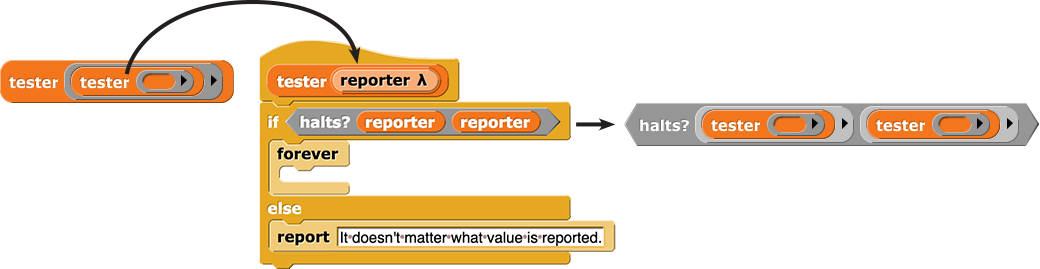 tester tester
tester reporter λ
if halts? reporter reporter
forever
else
report It doesn't matter what value is reported.
halts? tester tester